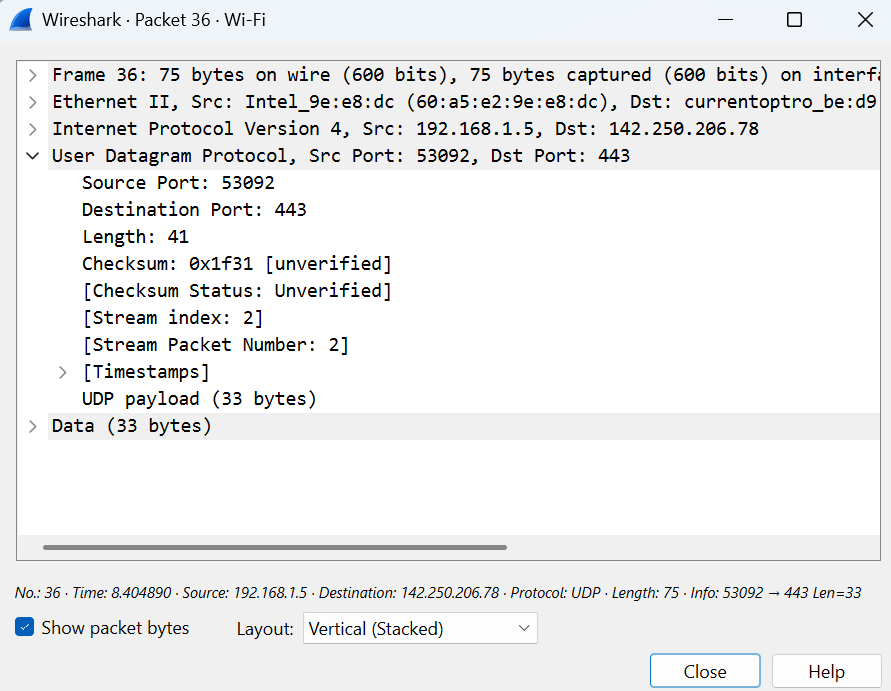 Wireshark · Packet 36 · Wi-Fi
Frame 36: 75 bytes on wire (600 bits), 75 bytes captured (600 bits) on interfa
Ethernet II, Src: Intel_9e:e8:dc (60:a5:e2:9e:e8:dc), Dst: currentoptro_be:d9
Internet Protocol Version 4, Src: 192.168.1.5, Dst: 142.250.206.78
User Datagram Protocol, Src Port: 53092, Dst Port: 443
Source Port: 53092
Destination Port: 443
Length: 41
Checksum: 0x1f31 [unverified]
[Checksum Status: Unverified]
[Stream index: 2]
[Stream Packet Number: 2]
[Timestamps]
UDP payload (33 bytes)
Data (33 bytes)
No.: 36 · Time: 8.404890 · Source: 192.168.1.5 · Destination: 142.250.206.78 · Protocol: UDP · Length: 75 · Info: 53092 → 443 Len=33
Show packet bytes Layout: Vertical (Stacked)
Close Help